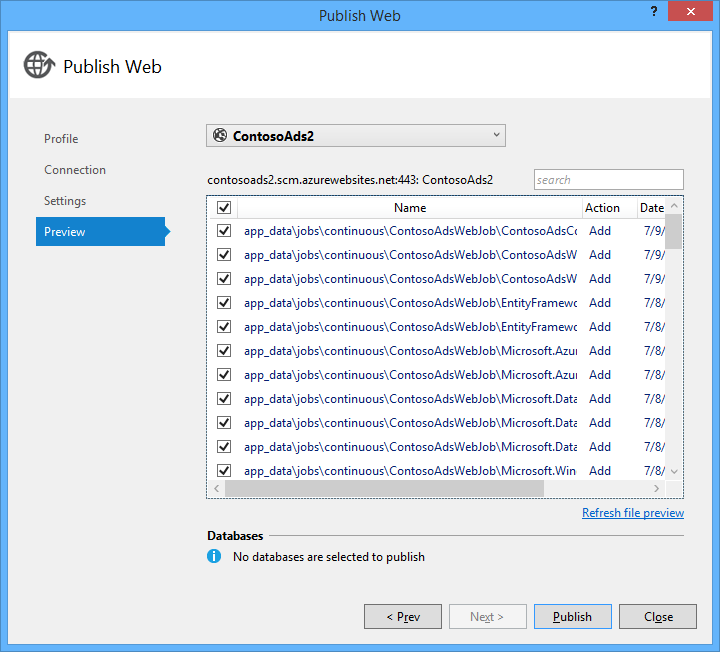 Publish Web
?
Publish Web
Profile
Connection
Settings
Preview
ContosoAds2
contosoads2.scm.azurewebsites.net:443: ContosoAds2
search
Name Action Date
app_data\jobs\continuous\ContosoAdsWebJob\ContosoAdsCo Add 7/9/
app_data\jobs\continuous\ContosoAdsWebJob\ContosoAdsW Add 7/9/
app_data\jobs\continuous\ContosoAdsWebJob\ContosoAdsW Add 7/9/
app_data\jobs\continuous\ContosoAdsWebJob\EntityFramewo Add 7/8/
app_data\jobs\continuous\ContosoAdsWebJob\EntityFramewo Add 7/8/
app_data\jobs\continuous\ContosoAdsWebJob\Microsoft.Azu Add 7/8/
app_data\jobs\continuous\ContosoAdsWebJob\Microsoft.Azu Add 7/8/
app_data\jobs\continuous\ContosoAdsWebJob\Microsoft.Data Add 7/8/
app_data\jobs\continuous\ContosoAdsWebJob\Microsoft.Data Add 7/8/
app_data\jobs\continuous\ContosoAdsWebJob\Microsoft.Data Add 7/8/
app_data\jobs\continuous\ContosoAdsWebJob\Microsoft.Win Add 7/8/
Refresh file preview
Databases
No databases are selected to publish
< Prev
Next >
Publish
Close